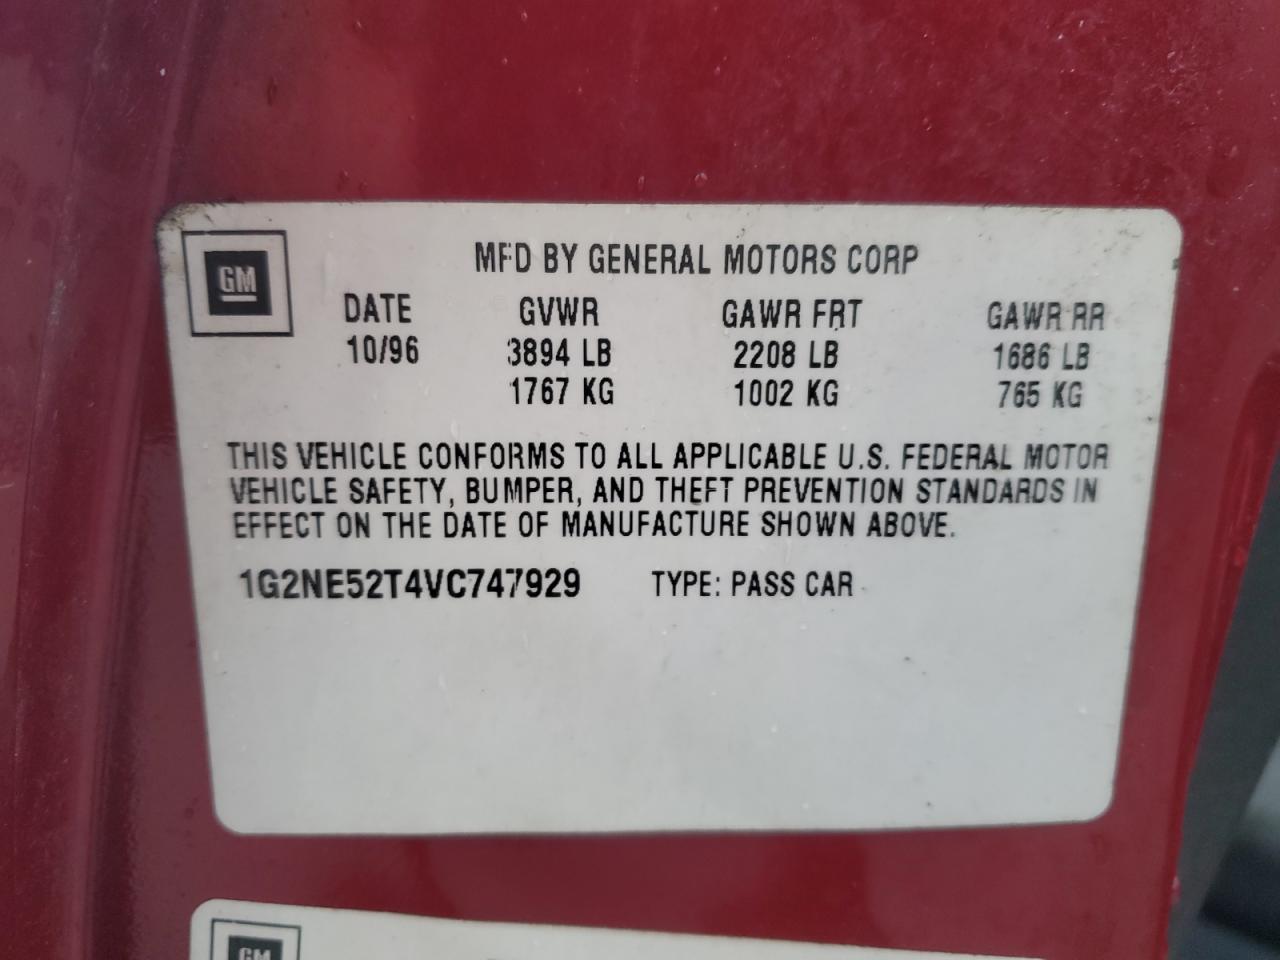 GM
MFD BY GENERAL MOTORS CORP
DATE GVWR GAWR FRT GAWR RR
10/96 3894 LB 2208 LB 1686 LB
1767 KG 1002 KG 765 KG
THIS VEHICLE CONFORMS TO ALL APPLICABLE U.S. FEDERAL MOTOR
VEHICLE SAFETY, BUMPER, AND THEFT PREVENTION STANDARDS IN
EFFECT ON THE DATE OF MANUFACTURE SHOWN ABOVE.
1G2NE52T4VC747929 TYPE: PASS CAR
GM